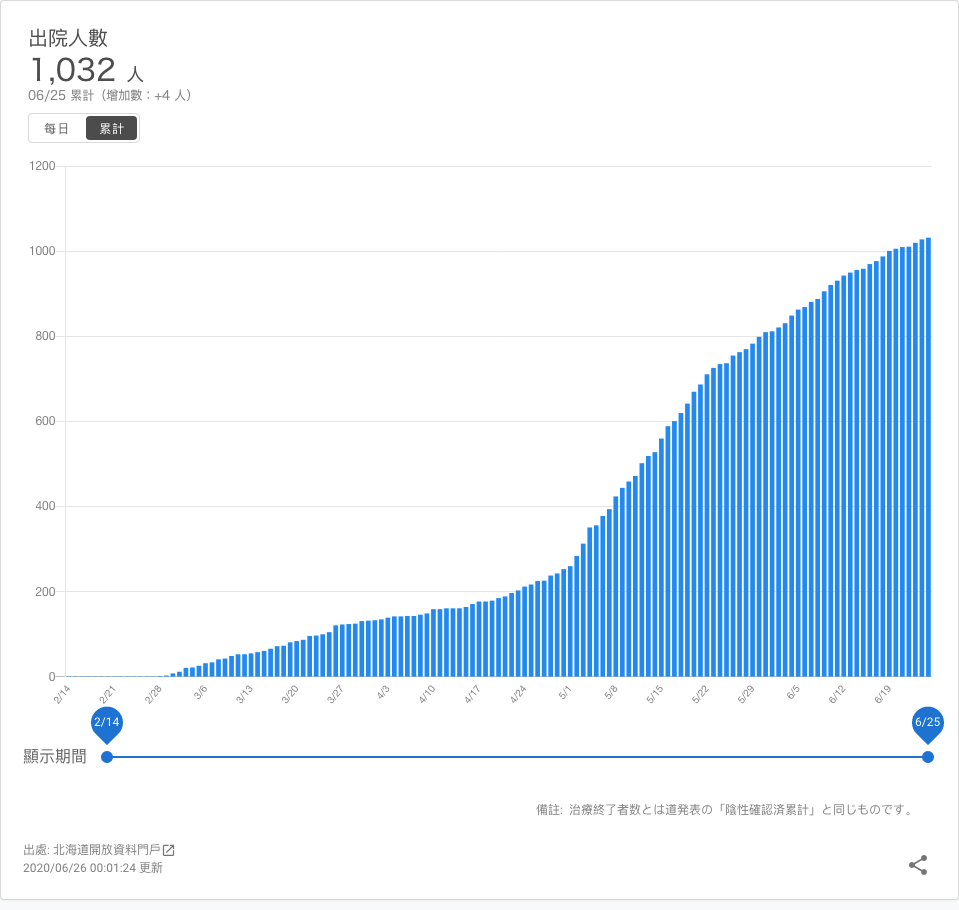 出院人數
1,032 人
06/25 累計（增加數：+4 人）
每日 累計
1200
1000
800
600
400
200
0
2/14 2/21 2/28 3/6 3/13 3/20 3/27 4/3 4/10 4/17 4/24 5/1 5/8 5/15 5/22 5/29 6/5 6/12 6/19
2/14 6/25
顯示期間
備註: 治療終了者数とは道発表の「陰性確認済累計」と同じものです。
出處: 北海道開放資料門戶
2020/06/26 00:01:24 更新